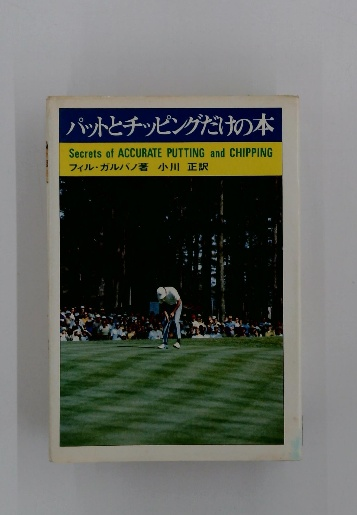 パットとチッピングだけの本
Secrets of ACCURATE PUTTING and CHIPPING
フィル・ガルバノ著 小川 正訳